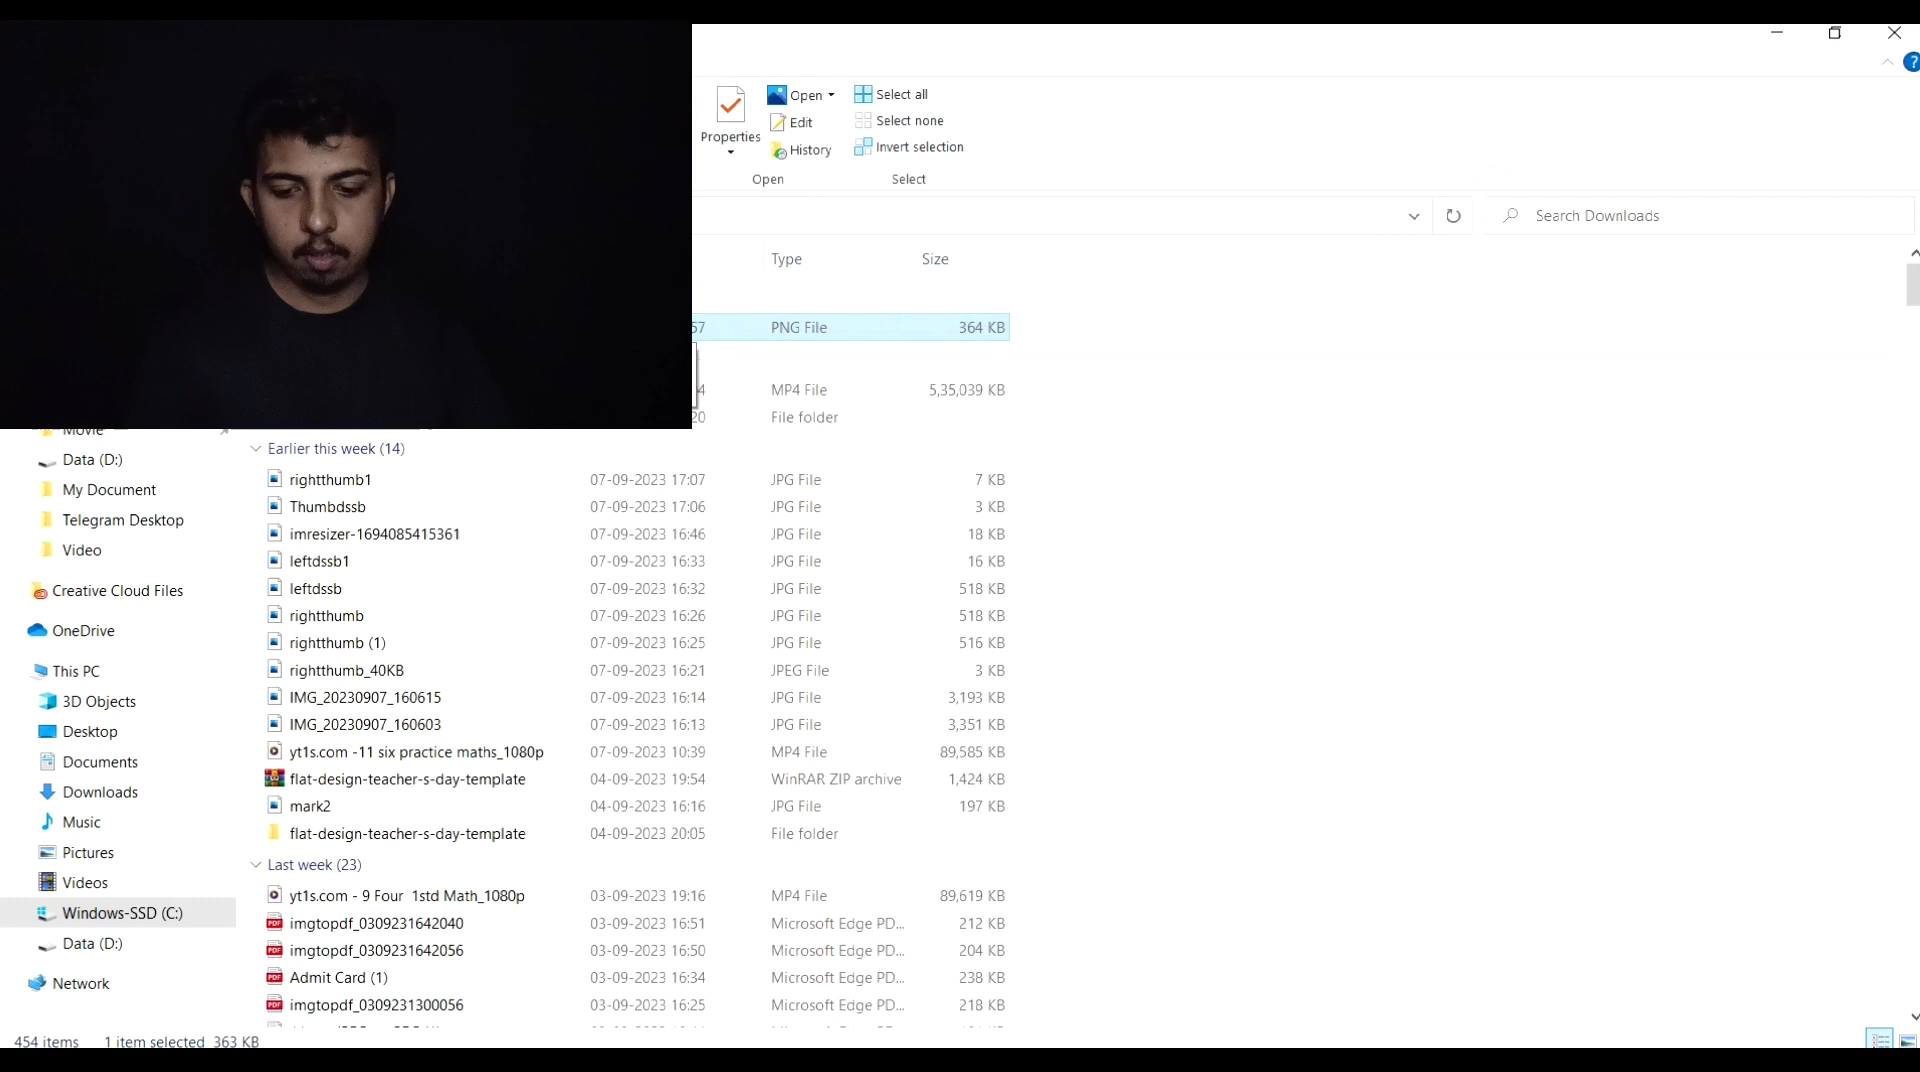 ?
Open
Select all
Edit
Select none
Properties
History
Invert selection
Open
Select
Search Downloads
Type
Size
57 PNG File 364 KB
4 MP4 File 5,35,039 KB
20 File folder
Movie
Data (D:)
My Document
Telegram Desktop
Video
Creative Cloud Files
OneDrive
This PC
3D Objects
Desktop
Documents
Downloads
Music
Pictures
Videos
Windows-SSD (C:)
Data (D:)
Network
Earlier this week (14)
rightthumb1 07-09-2023 17:07 JPG File 7 KB
Thumbdssb 07-09-2023 17:06 JPG File 3 KB
imresizer-1694085415361 07-09-2023 16:46 JPG File 18 KB
leftdssb1 07-09-2023 16:33 JPG File 16 KB
leftdssb 07-09-2023 16:32 JPG File 518 KB
rightthumb 07-09-2023 16:26 JPG File 518 KB
rightthumb (1) 07-09-2023 16:25 JPG File 516 KB
rightthumb_40KB 07-09-2023 16:21 JPEG File 3 KB
IMG_20230907_160615 07-09-2023 16:14 JPG File 3,193 KB
IMG_20230907_160603 07-09-2023 16:13 JPG File 3,351 KB
yt1s.com -11 six practice maths_1080p 07-09-2023 10:39 MP4 File 89,585 KB
flat-design-teacher-s-day-template 04-09-2023 19:54 WinRAR ZIP archive 1,424 KB
mark2 04-09-2023 16:16 JPG File 197 KB
flat-design-teacher-s-day-template 04-09-2023 20:05 File folder
Last week (23)
yt1s.com - 9 Four 1std Math_1080p 03-09-2023 19:16 MP4 File 89,619 KB
imgtopdf_0309231642040 03-09-2023 16:51 Microsoft Edge PD... 212 KB
imgtopdf_0309231642056 03-09-2023 16:50 Microsoft Edge PD... 204 KB
Admit Card (1) 03-09-2023 16:34 Microsoft Edge PD... 238 KB
imgtopdf_0309231300056 03-09-2023 16:25 Microsoft Edge PD... 218 KB
454 items 1 item selected 363 KB